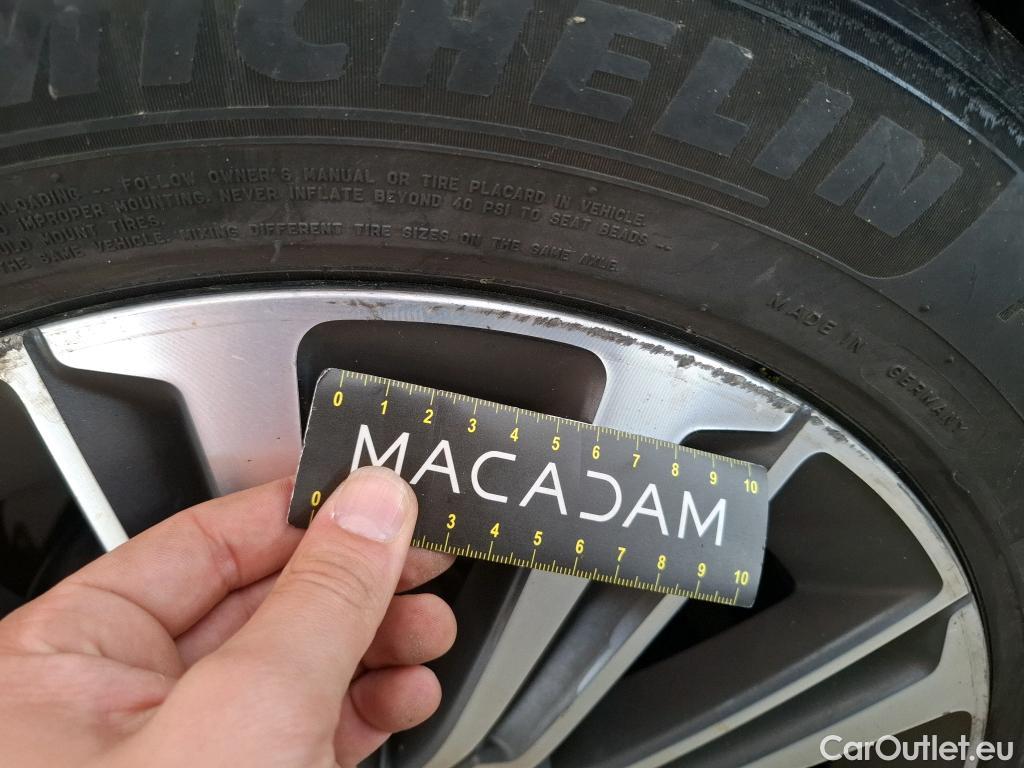 MICHELIN
LOADING -- FOLLOW OWNER'S MANUAL OR TIRE PLACARD IN VEHICLE
IMPROPER MOUNTING. NEVER INFLATE BEYOND 40 PSI TO SEAT BEADS --
MOUNT TIRES.
THE SAME VEHICLE. MIXING DIFFERENT TIRE SIZES ON THE SAME AXLE
MADE IN GERMANY
0 1 2 3 4 5 6 7 8 9 10
MACADAM
0 3 4 5 6 7 8 9 10
CarOutlet.eu